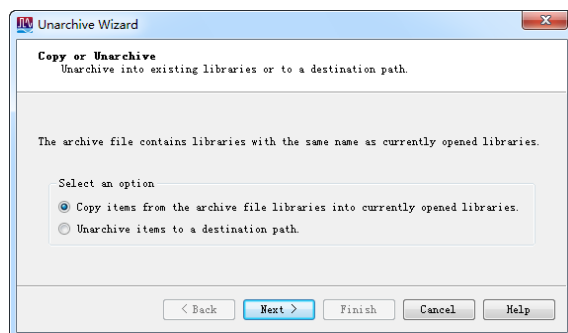 Unarchive Wizard
Copy or Unarchive
Unarchive into existing libraries or to a destination path.
The archive file contains libraries with the same name as currently opened libraries.
Select an option
Copy items from the archive file libraries into currently opened libraries.
Unarchive items to a destination path.
< Back Next > Finish Cancel Help